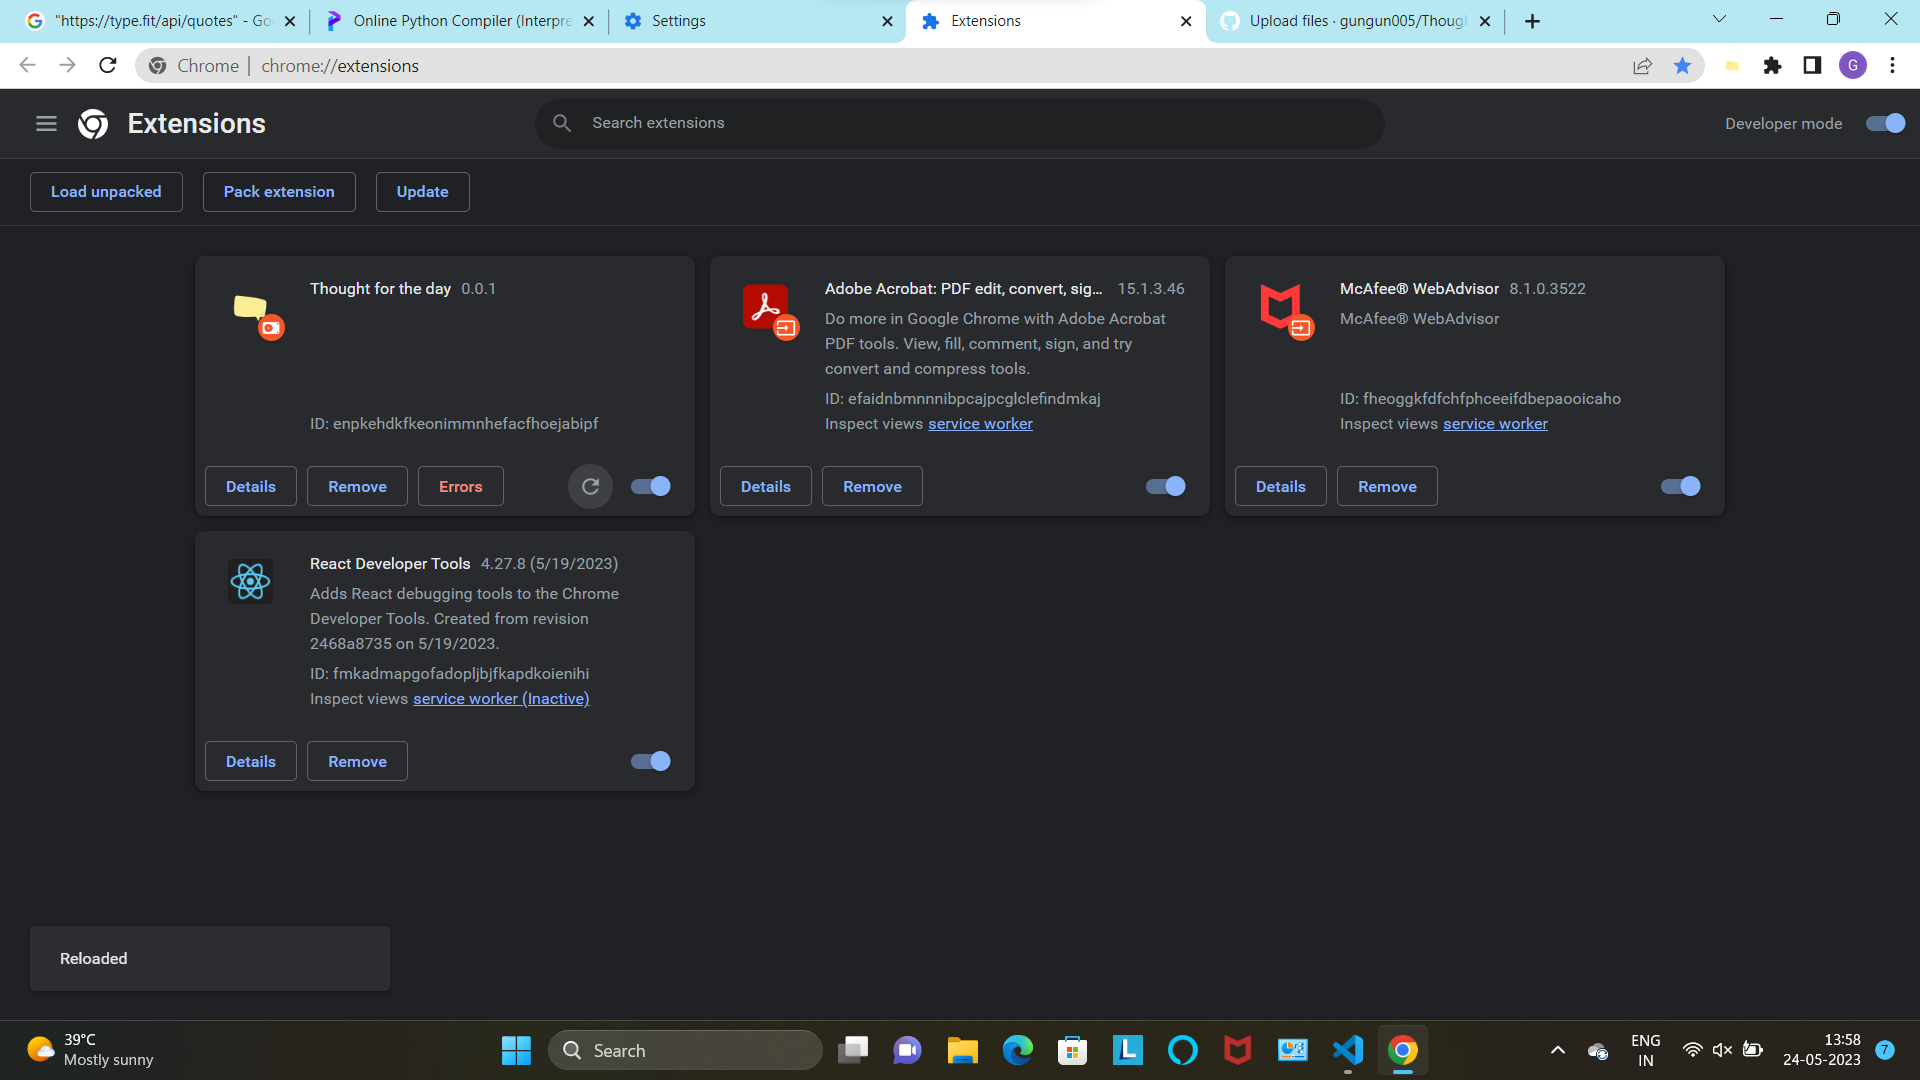 "https://type.fit/api/quotes" - Go
Online Python Compiler (Interpre
Settings
Extensions
Upload files · gungun005/Though
Chrome
chrome://extensions
G
Extensions
Search extensions
Developer mode
Load unpacked
Pack extension
Update
Thought for the day 0.0.1
ID: enpkehdkfkeonimmnhefacfhoejabipf
Details
Remove
Errors
Adobe Acrobat: PDF edit, convert, sig... 15.1.3.46
Do more in Google Chrome with Adobe Acrobat
PDF tools. View, fill, comment, sign, and try
convert and compress tools.
ID: efaidnbmnnnibpcajpcglclefindmkaj
Inspect views service worker
Details
Remove
McAfee® WebAdvisor 8.1.0.3522
McAfee® WebAdvisor
ID: fheoggkfdfchfphceeifdbepaooicaho
Inspect views service worker
Details
Remove
React Developer Tools 4.27.8 (5/19/2023)
Adds React debugging tools to the Chrome
Developer Tools. Created from revision
2468a8735 on 5/19/2023.
ID: fmkadmapgofadopljbjfkapdkoienihi
Inspect views service worker (Inactive)
Details
Remove
Reloaded
39°C
Mostly sunny
Search
L
ENG
IN
13:58
24-05-2023
7